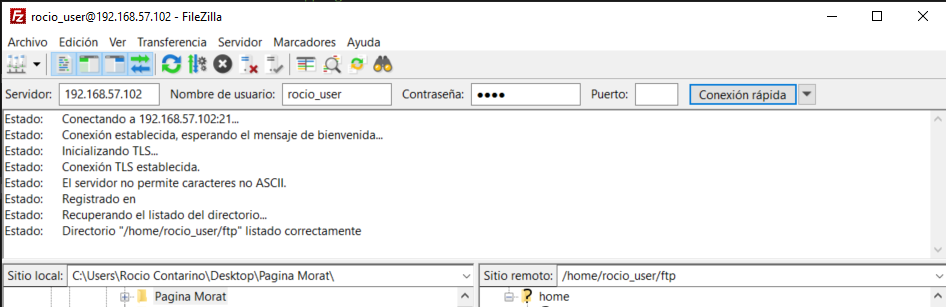 rocio_user@192.168.57.102 - FileZilla
Archivo Edición Ver Transferencia Servidor Marcadores Ayuda
Servidor: 192.168.57.102 Nombre de usuario: rocio_user Contraseña: ●●●● Puerto: Conexión rápida
Estado: Conectando a 192.168.57.102:21...
Estado: Conexión establecida, esperando el mensaje de bienvenida...
Estado: Inicializando TLS...
Estado: Conexión TLS establecida.
Estado: El servidor no permite caracteres no ASCII.
Estado: Registrado en
Estado: Recuperando el listado del directorio...
Estado: Directorio "/home/rocio_user/ftp" listado correctamente
Sitio local: C:\Users\Rocio Contarino\Desktop\Pagina Morat\ Sitio remoto: /home/rocio_user/ftp
Pagina Morat ? home